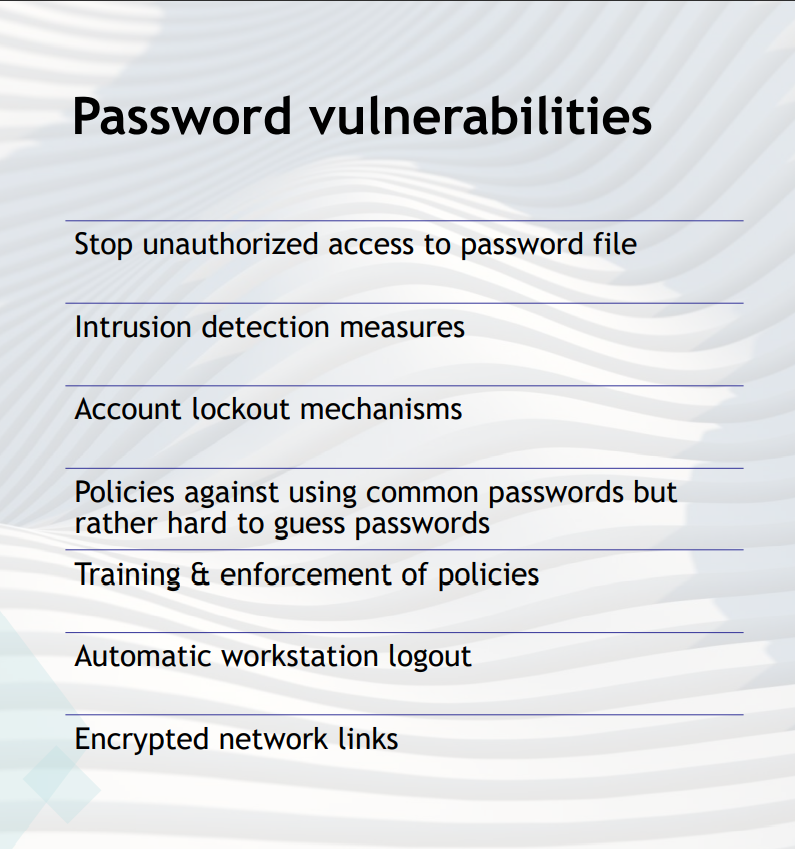 Password vulnerabilities
Stop unauthorized access to password file
Intrusion detection measures
Account lockout mechanisms
Policies against using common passwords but
rather hard to guess passwords
Training & enforcement of policies
Automatic workstation logout
Encrypted network links